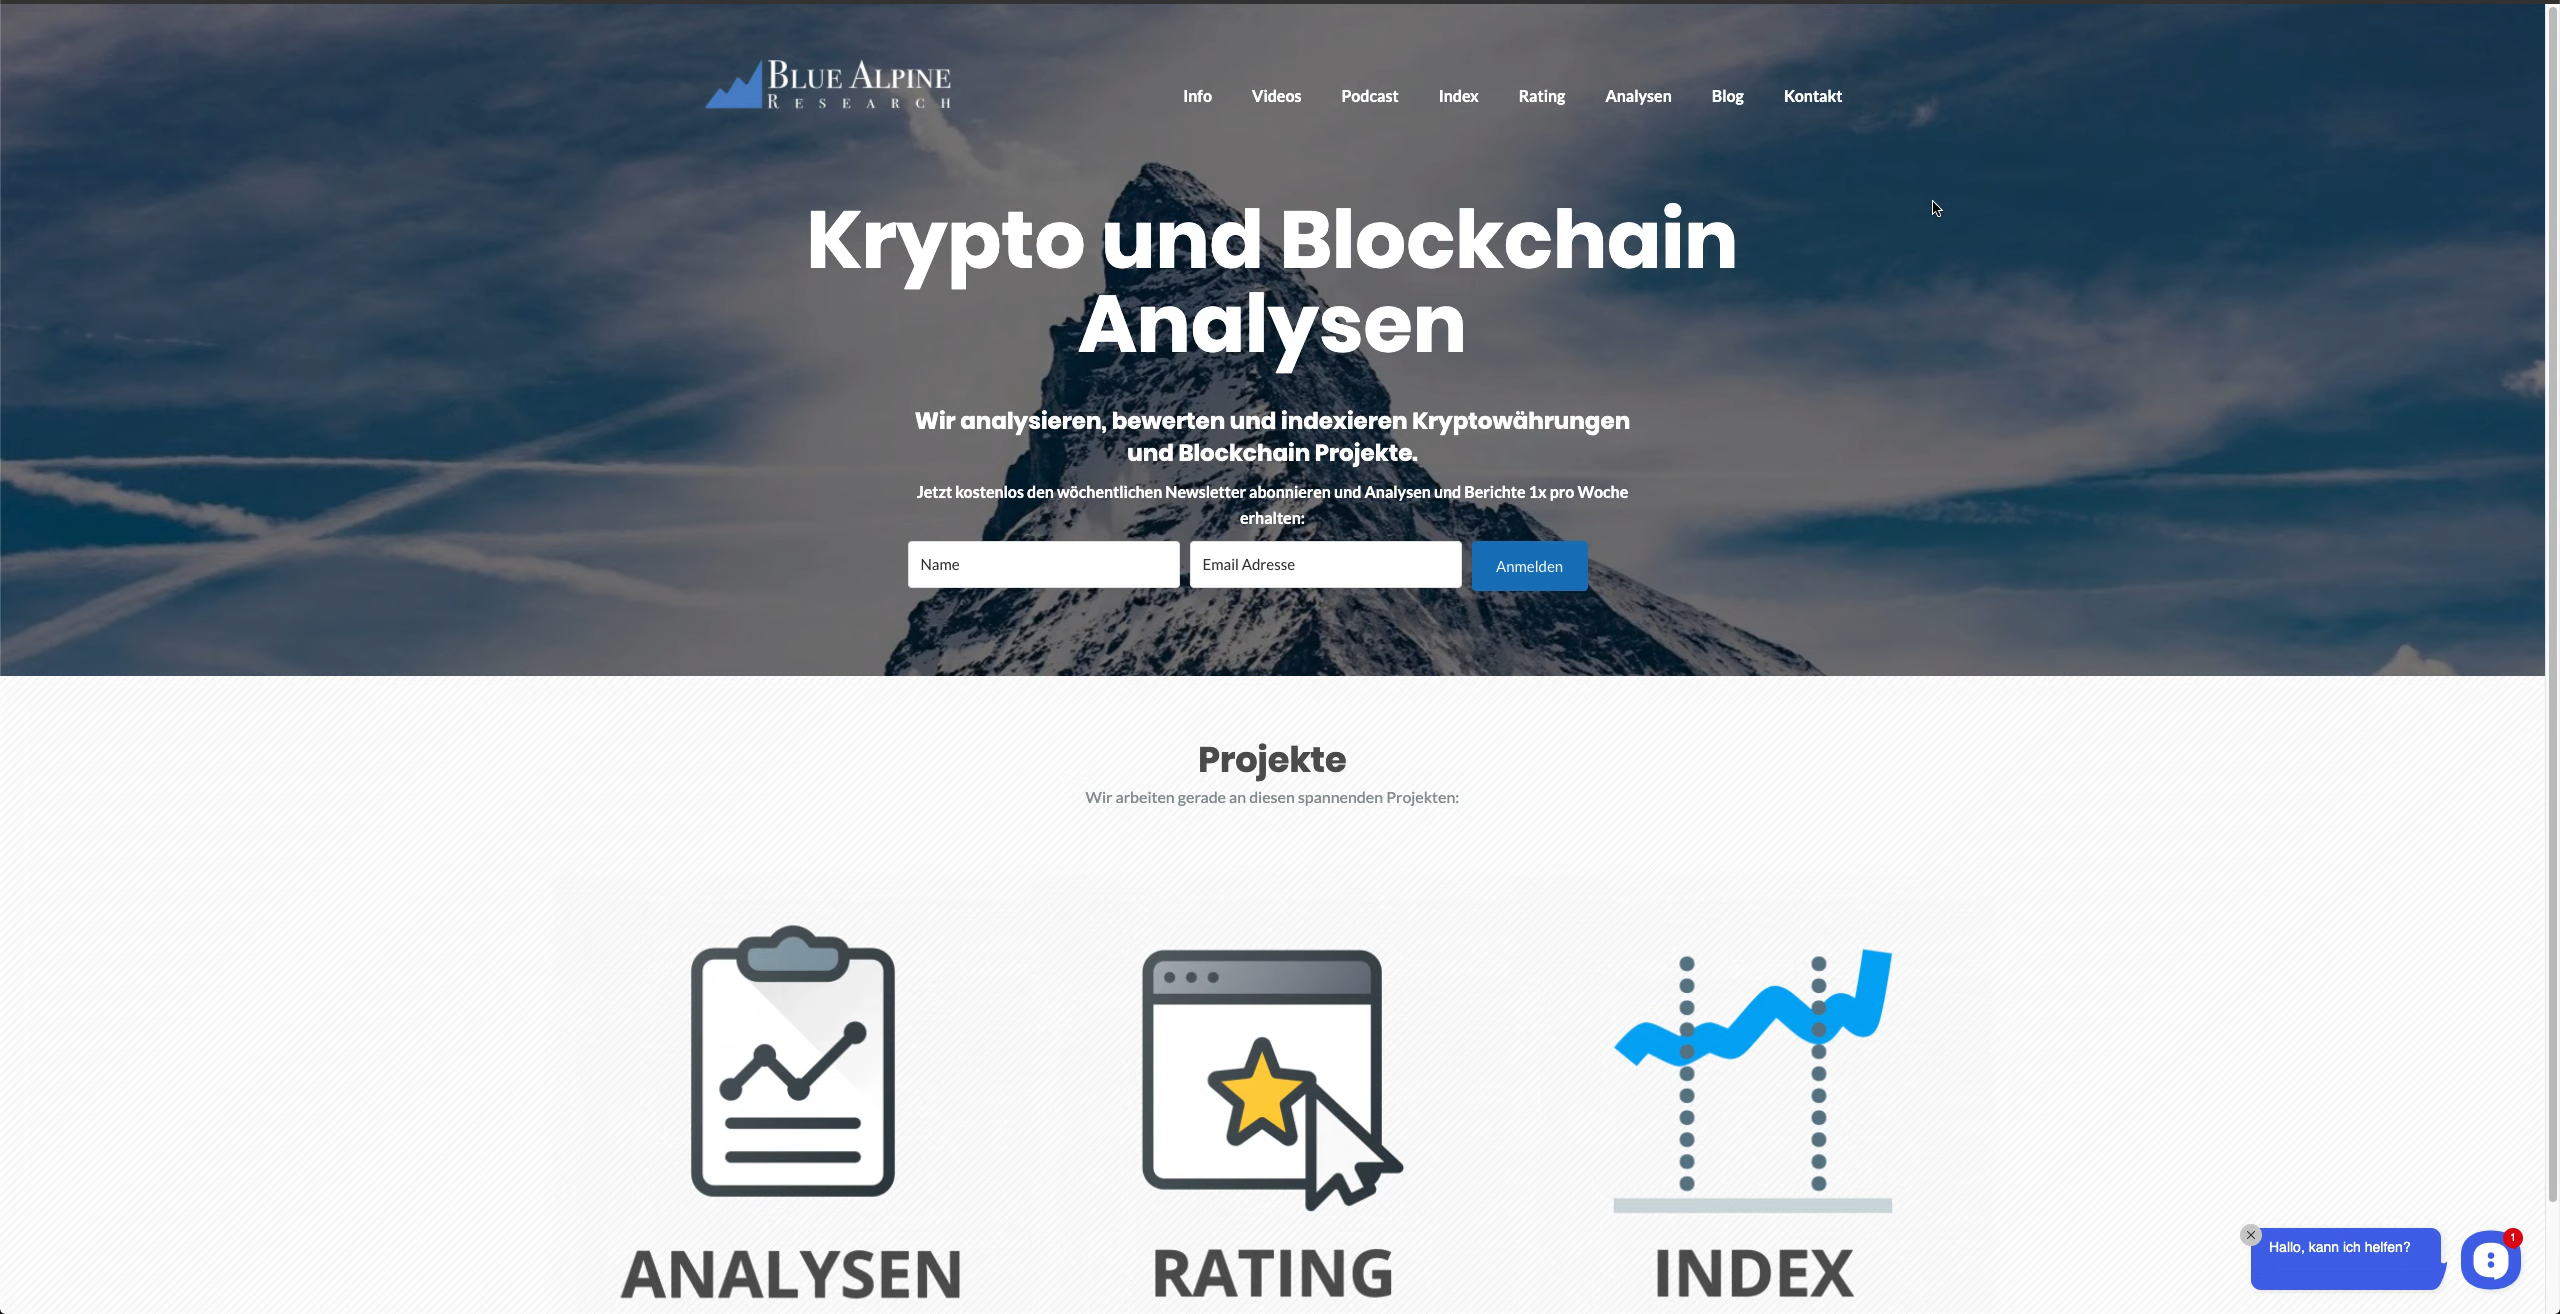 BLUE ALPINE
RESEARCH
Info Videos Podcast Index Rating Analysen Blog Kontakt
Krypto und Blockchain
Analysen
Wir analysieren, bewerten und indexieren Kryptowährungen
und Blockchain Projekte.
Jetzt kostenlos den wöchentlichen Newsletter abonnieren und Analysen und Berichte 1x pro Woche
erhalten:
Name Email Adresse Anmelden
Projekte
Wir arbeiten gerade an diesen spannenden Projekten:
ANALYSEN RATING INDEX
Hallo, kann ich helfen?
1